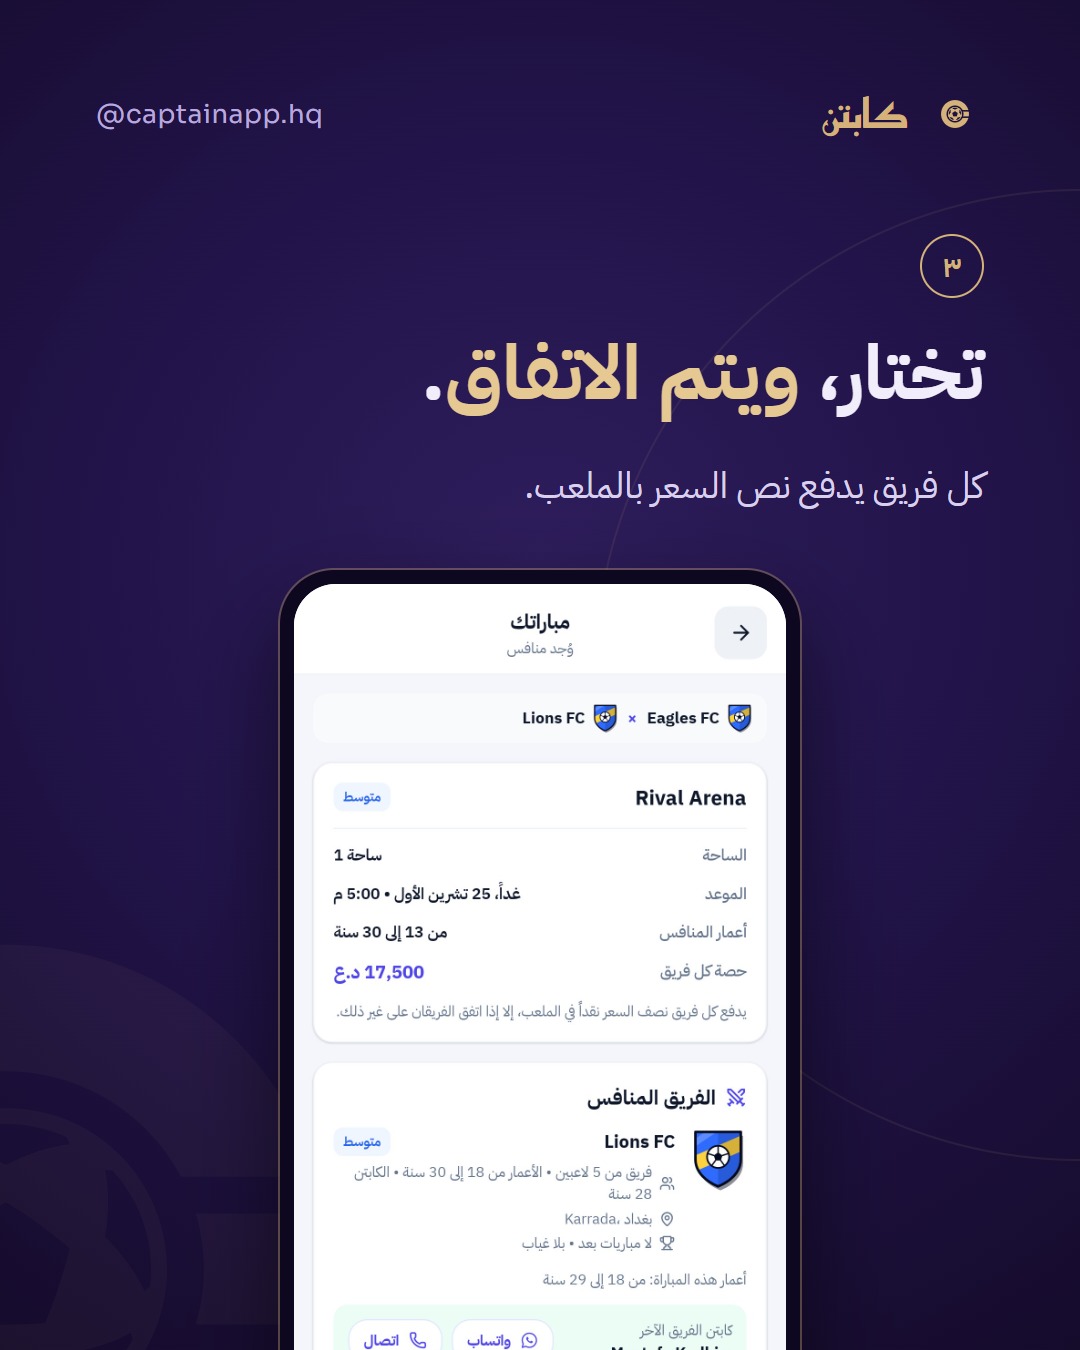 كابتن
@captainapp.hq
٣
تختار، ويتم الاتفاق.
كل فريق يدفع نص السعر بالملعب.
مباراتك
وُجد منافس
Eagles FC × Lions FC
Rival Arena
متوسط
الساحة
ساحة 1
الموعد
غداً، 25 تشرين الأول • 5:00 م
أعمار المنافس
من 13 إلى 30 سنة
حصة كل فريق
17,500 د.ع
يدفع كل فريق نصف السعر نقداً في الملعب، إلا إذا اتفق الفريقان على غير ذلك.
الفريق المنافس
Lions FC
متوسط
فريق من 5 لاعبين • الأعمار من 18 إلى 30 سنة • الكابتن
28 سنة
بغداد، Karrada
لا مباريات بعد • بلا غياب
أعمار هذه المباراة: من 18 إلى 29 سنة
كابتن الفريق الآخر
واتساب
اتصال